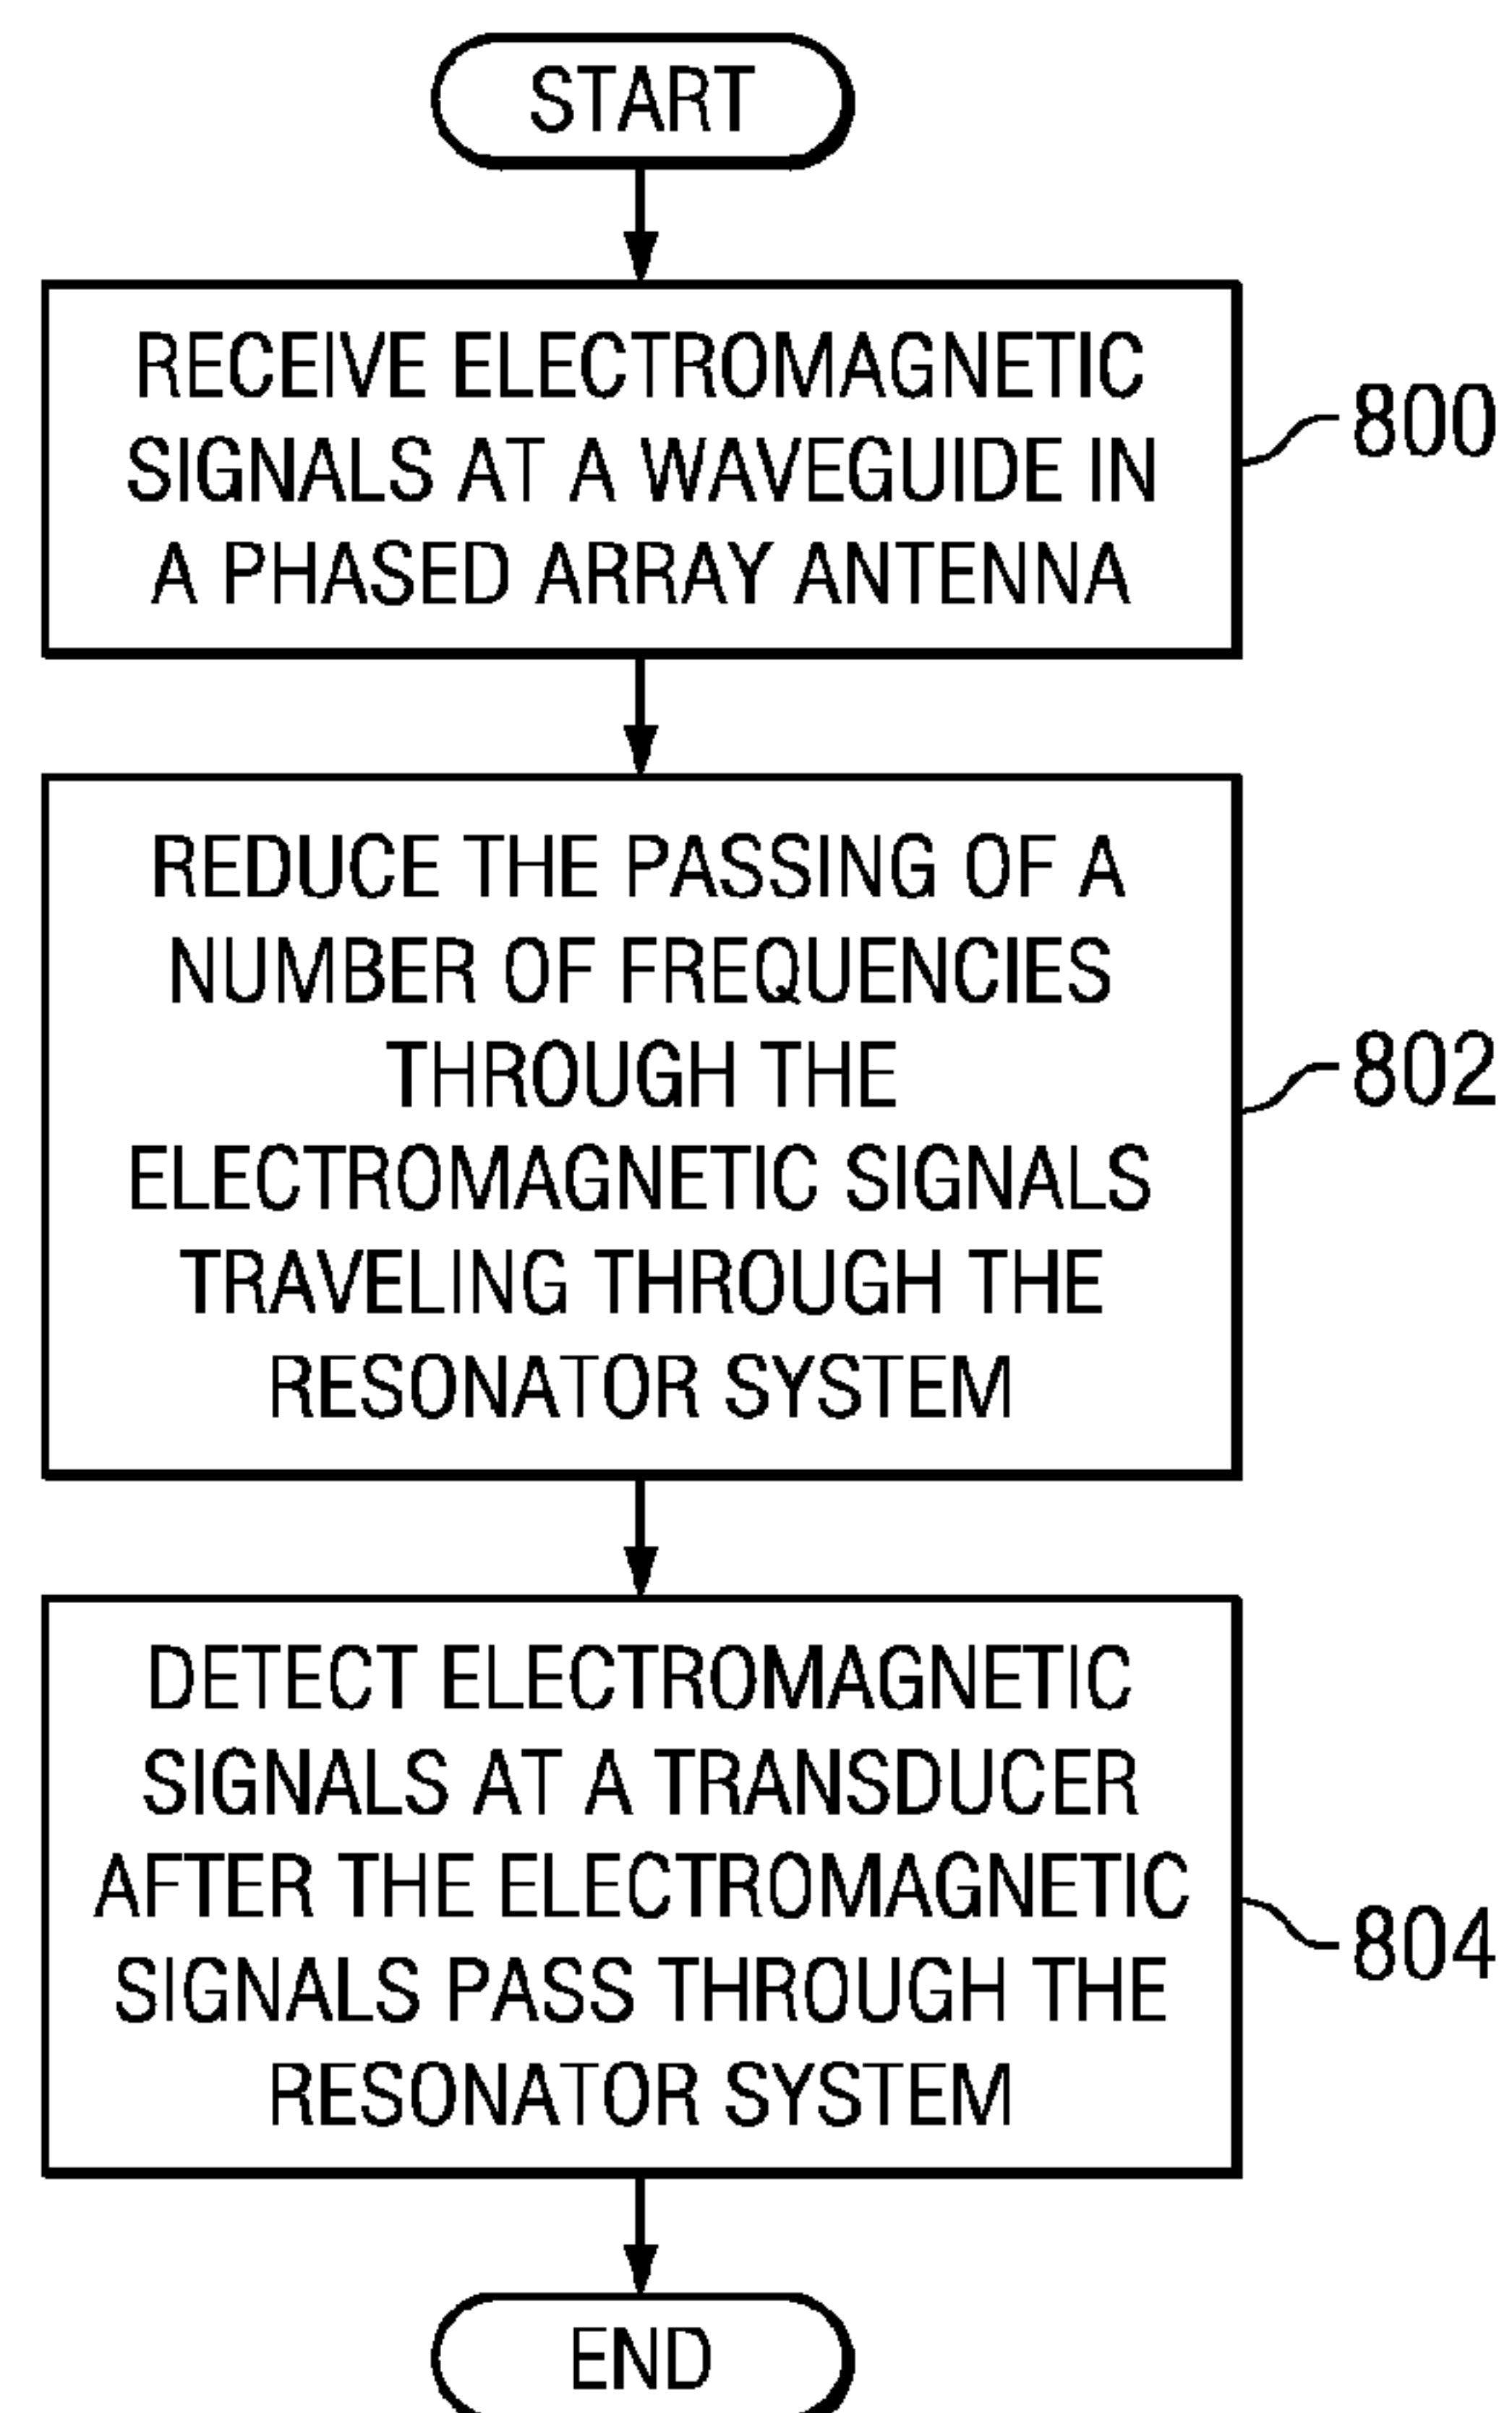 START
RECEIVE ELECTROMAGNETIC
SIGNALS AT A WAVEGUIDE IN
A PHASED ARRAY ANTENNA
800
REDUCE THE PASSING OF A
NUMBER OF FREQUENCIES
THROUGH THE
ELECTROMAGNETIC SIGNALS
TRAVELING THROUGH THE
RESONATOR SYSTEM
802
DETECT ELECTROMAGNETIC
SIGNALS AT A TRANSDUCER
AFTER THE ELECTROMAGNETIC
SIGNALS PASS THROUGH THE
RESONATOR SYSTEM
804
END